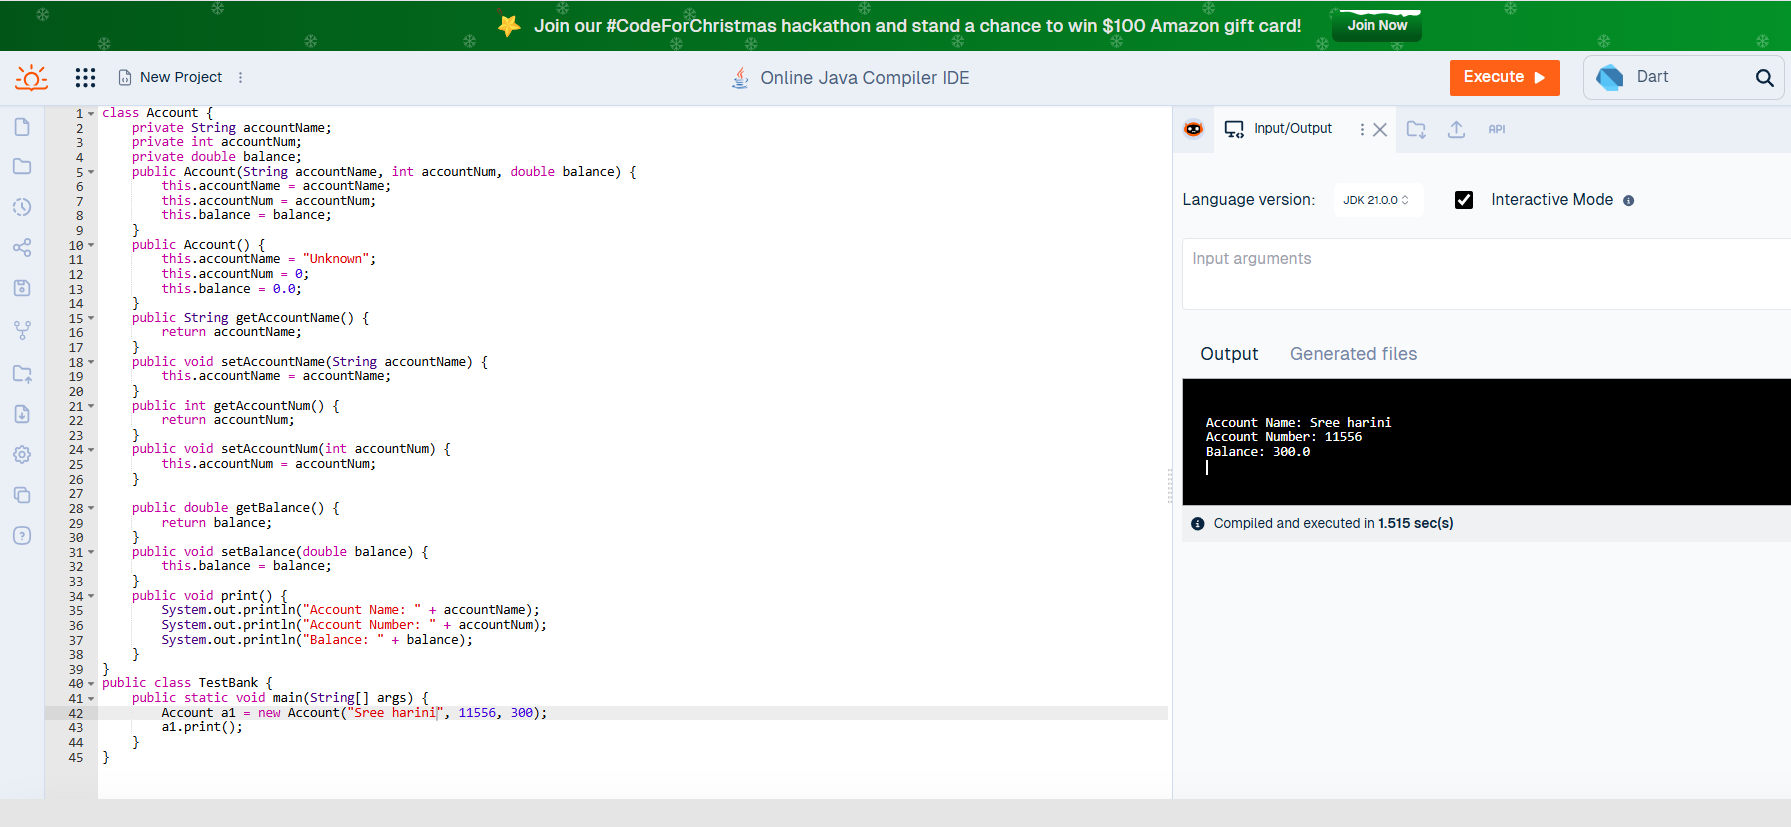 Join our #CodeForChristmas hackathon and stand a chance to win $100 Amazon gift card! Join Now
New Project
Online Java Compiler IDE
Execute
Dart
1 class Account {
2     private String accountName;
3     private int accountNum;
4     private double balance;
5     public Account(String accountName, int accountNum, double balance) {
6         this.accountName = accountName;
7         this.accountNum = accountNum;
8         this.balance = balance;
9     }
10     public Account() {
11         this.accountName = "Unknown";
12         this.accountNum = 0;
13         this.balance = 0.0;
14     }
15     public String getAccountName() {
16         return accountName;
17     }
18     public void setAccountName(String accountName) {
19         this.accountName = accountName;
20     }
21     public int getAccountNum() {
22         return accountNum;
23     }
24     public void setAccountNum(int accountNum) {
25         this.accountNum = accountNum;
26     }
27
28     public double getBalance() {
29         return balance;
30     }
31     public void setBalance(double balance) {
32         this.balance = balance;
33     }
34     public void print() {
35         System.out.println("Account Name: " + accountName);
36         System.out.println("Account Number: " + accountNum);
37         System.out.println("Balance: " + balance);
38     }
39 }
40 public class TestBank {
41     public static void main(String[] args) {
42         Account a1 = new Account("Sree harini", 11556, 300);
43         a1.print();
44     }
45 }
Input/Output
API
Language version: JDK 21.0.0 Interactive Mode
Input arguments
Output Generated files
Account Name: Sree harini
Account Number: 11556
Balance: 300.0
Compiled and executed in 1.515 sec(s)